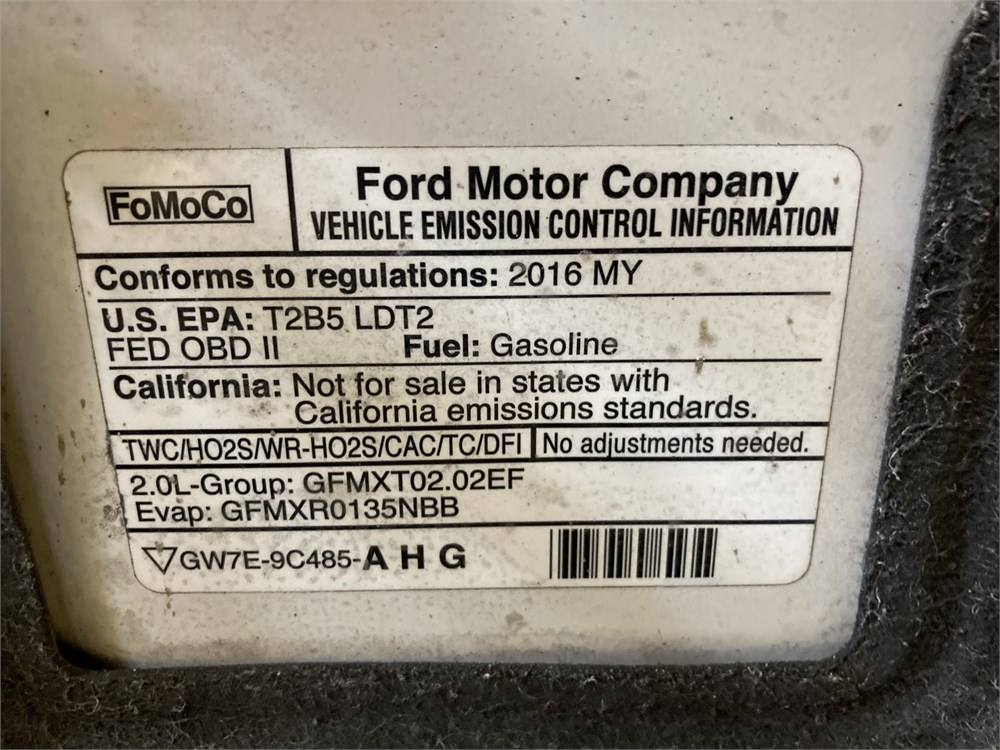 FoMoCo
Ford Motor Company
VEHICLE EMISSION CONTROL INFORMATION
Conforms to regulations: 2016 MY
U.S. EPA: T2B5 LDT2
FED OBD II Fuel: Gasoline
California: Not for sale in states with
California emissions standards.
TWC/HO2S/WR-HO2S/CAC/TC/DFI No adjustments needed.
2.0L-Group: GFMXT02.02EF
Evap: GFMXR0135NBB
GW7E-9C485-A H G